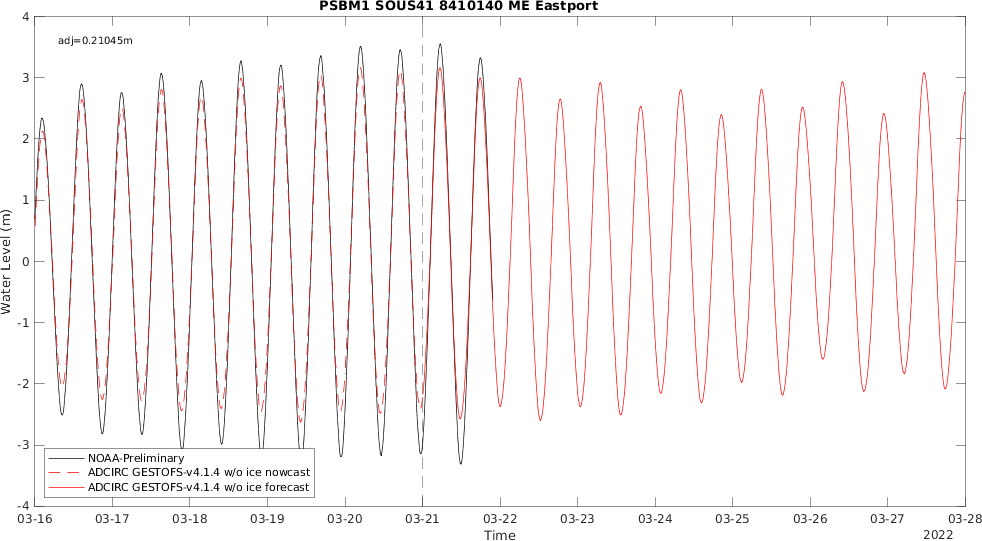 PSBM1 SOUS41 8410140 ME Eastport
adj=0.21045m
4
3
2
1
0
-1
-2
-3
-4
Water Level (m)
NOAA-Preliminary
ADCIRC GESTOFS-v4.1.4 w/o ice nowcast
ADCIRC GESTOFS-v4.1.4 w/o ice forecast
03-16 03-17 03-18 03-19 03-20 03-21 03-22 03-23 03-24 03-25 03-26 03-27 03-28
Time
2022